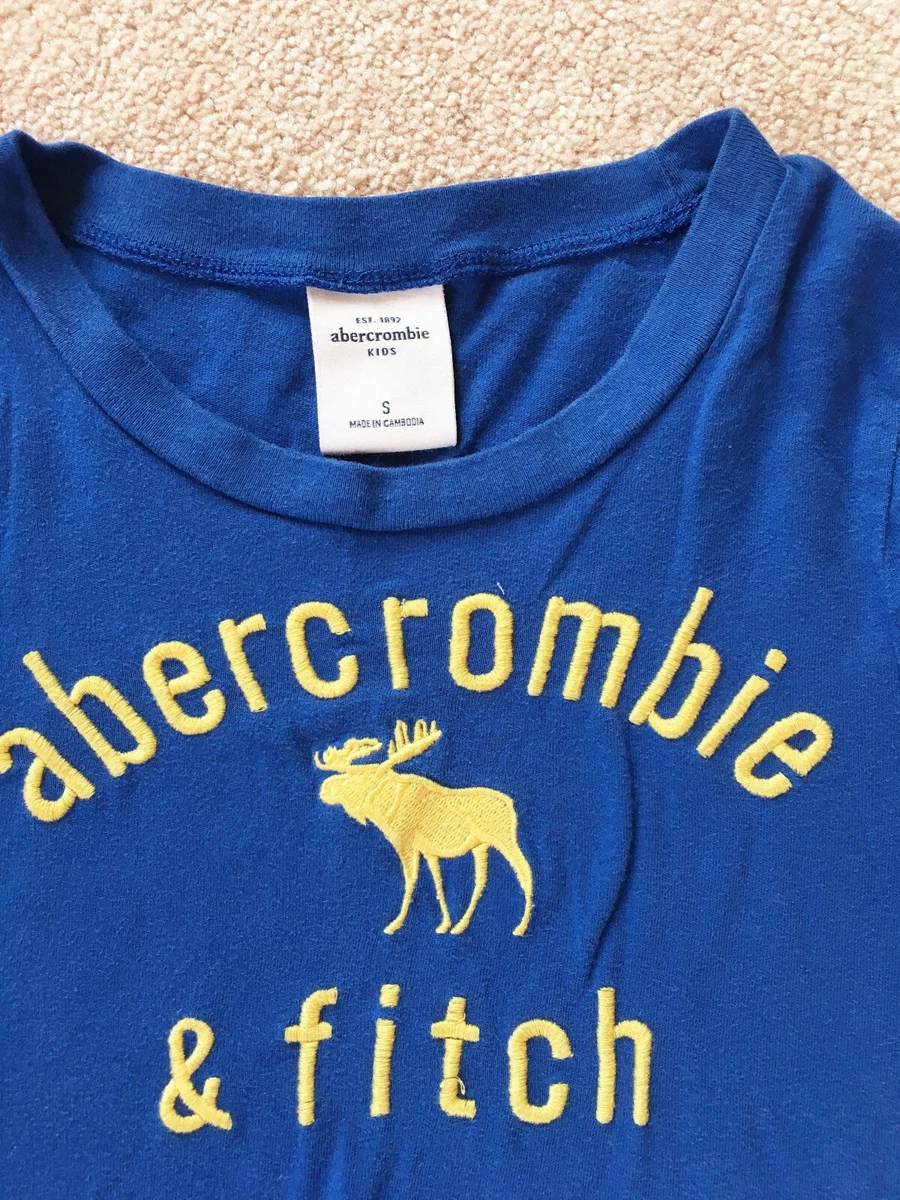 EST. 1892
abercrombie
KIDS
S
MADE IN CAMBODIA
abercrombie
& fitch